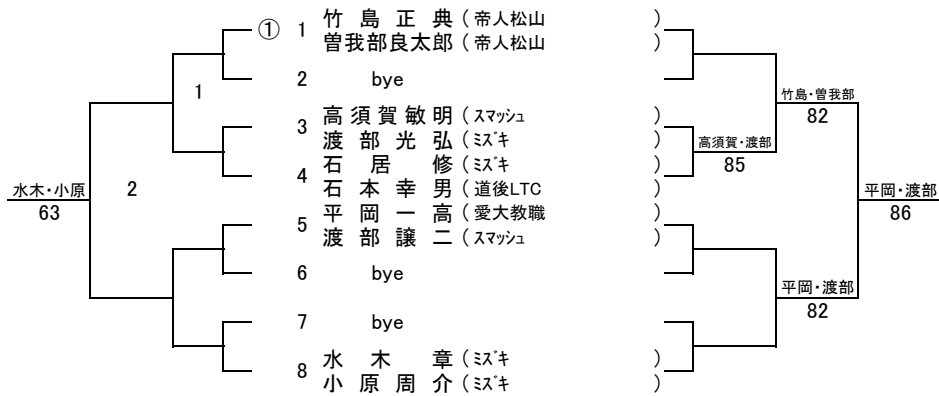 ① 1 竹島正典 (帝人松山 )
曽我部良太郎 (帝人松山 )
2 bye
1
竹島・曽我部
82
3 高須賀敏明 (スマッシュ )
渡部光弘 (ミズキ )
高須賀・渡部
85
4 石居修 (ミズキ )
石本幸男 (道後LTC )
水木・小原
63
2
平岡・渡部
86
5 平岡一高 (愛大教職 )
渡部譲二 (スマッシュ )
6 bye
平岡・渡部
82
7 bye
8 水木章 (ミズキ )
小原周介 (ミズキ )